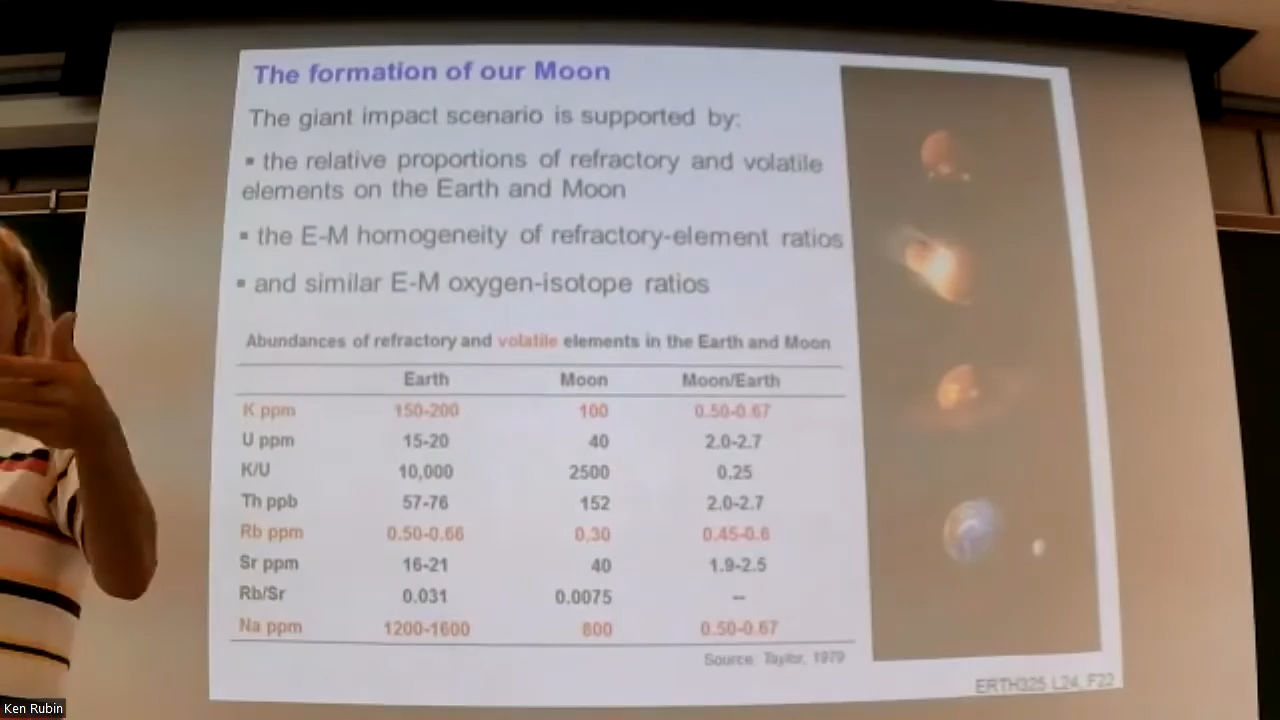 The formation of our Moon
The giant impact scenario is supported by:
▪ the relative proportions of refractory and volatile
elements on the Earth and Moon
▪ the E-M homogeneity of refractory-element ratios
▪ and similar E-M oxygen-isotope ratios
Abundances of refractory and volatile elements in the Earth and Moon
Earth Moon Moon/Earth
K ppm 150-200 100 0.50-0.67
U ppm 15-20 40 2.0-2.7
K/U 10,000 2500 0.25
Th ppb 57-76 152 2.0-2.7
Rb ppm 0.50-0.66 0.30 0.45-0.6
Sr ppm 16-21 40 1.9-2.5
Rb/Sr 0.031 0.0075 --
Na ppm 1200-1600 800 0.50-0.67
Source: Taylor, 1979
ERTH325 L24, F22
Ken Rubin